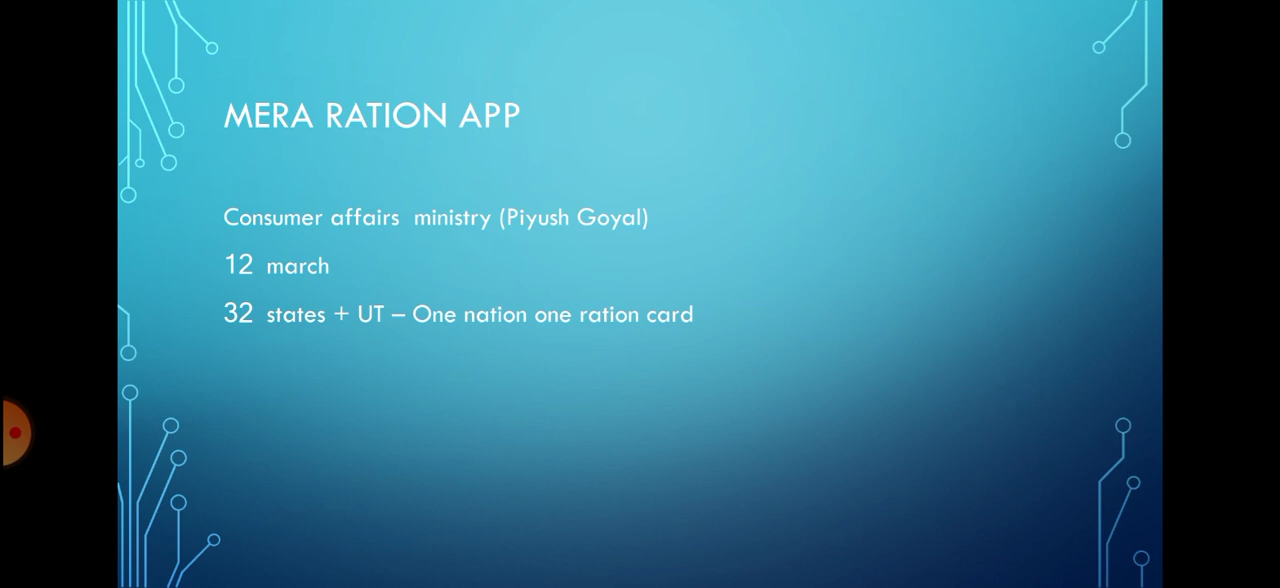 MERA RATION APP
Consumer affairs ministry (Piyush Goyal)
12 march
32 states + UT – One nation one ration card